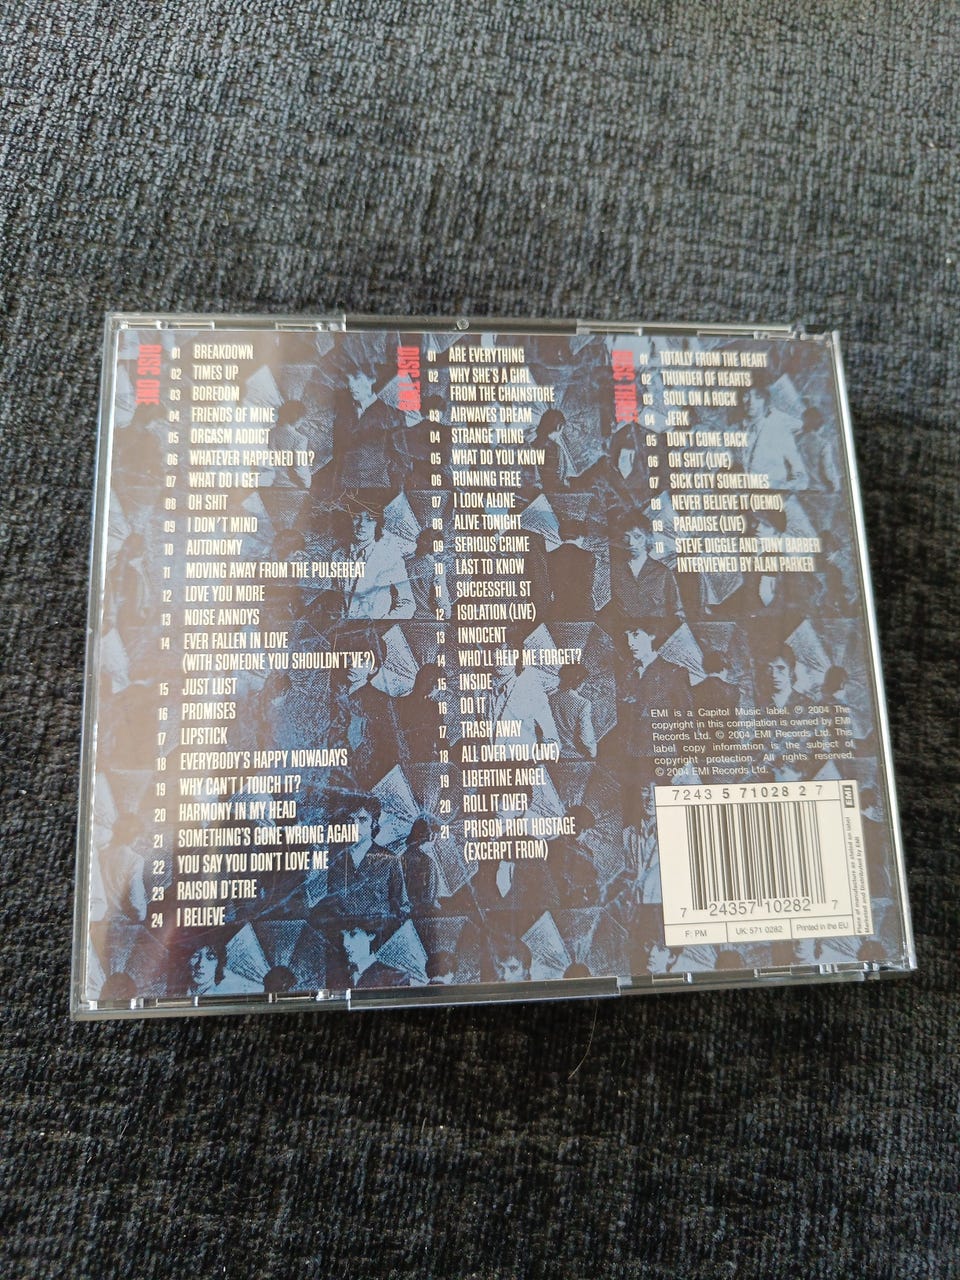 DISC ONE
01 BREAKDOWN
02 TIMES UP
03 BOREDOM
04 FRIENDS OF MINE
05 ORGASM ADDICT
06 WHATEVER HAPPENED TO?
07 WHAT DO I GET
08 OH SHIT
09 I DON'T MIND
10 AUTONOMY
11 MOVING AWAY FROM THE PULSEBEAT
12 LOVE YOU MORE
13 NOISE ANNOYS
14 EVER FALLEN IN LOVE
(WITH SOMEONE YOU SHOULDN'T'VE?)
15 JUST LUST
16 PROMISES
17 LIPSTICK
18 EVERYBODY'S HAPPY NOWADAYS
19 WHY CAN'T I TOUCH IT?
20 HARMONY IN MY HEAD
21 SOMETHING'S GONE WRONG AGAIN
22 YOU SAY YOU DON'T LOVE ME
23 RAISON D'ETRE
24 I BELIEVE
DISC TWO
01 ARE EVERYTHING
02 WHY SHE'S A GIRL
FROM THE CHAINSTORE
03 AIRWAVES DREAM
04 STRANGE THING
05 WHAT DO YOU KNOW
06 RUNNING FREE
07 I LOOK ALONE
08 ALIVE TONIGHT
09 SERIOUS CRIME
10 LAST TO KNOW
11 SUCCESSFUL ST
12 ISOLATION (LIVE)
13 INNOCENT
14 WHO'LL HELP ME FORGET?
15 INSIDE
16 DO IT
17 TRASH AWAY
18 ALL OVER YOU (LIVE)
19 LIBERTINE ANGEL
20 ROLL IT OVER
21 PRISON RIOT HOSTAGE
(EXCERPT FROM)
DISC THREE
01 TOTALLY FROM THE HEART
02 THUNDER OF HEARTS
03 SOUL ON A ROCK
04 JERK
05 DON'T COME BACK
06 OH SHIT (LIVE)
07 SICK CITY SOMETIMES
08 NEVER BELIEVE IT (DEMO)
09 PARADISE (LIVE)
10 STEVE DIGGLE AND TONY BARBER
INTERVIEWED BY ALAN PARKER
EMI is a Capitol Music label. ℗ 2004 The
copyright in this compilation is owned by EMI
Records Ltd. © 2004 EMI Records Ltd. This
label copy information is the subject of
copyright protection. All rights reserved.
© 2004 EMI Records Ltd.
7243 5 71028 2 7
EMI
7 24357 10282 7
F: PM
UK: 571 0282
Printed in the EU
Place of manufacture as stated on label
Marketed and Distributed by EMI